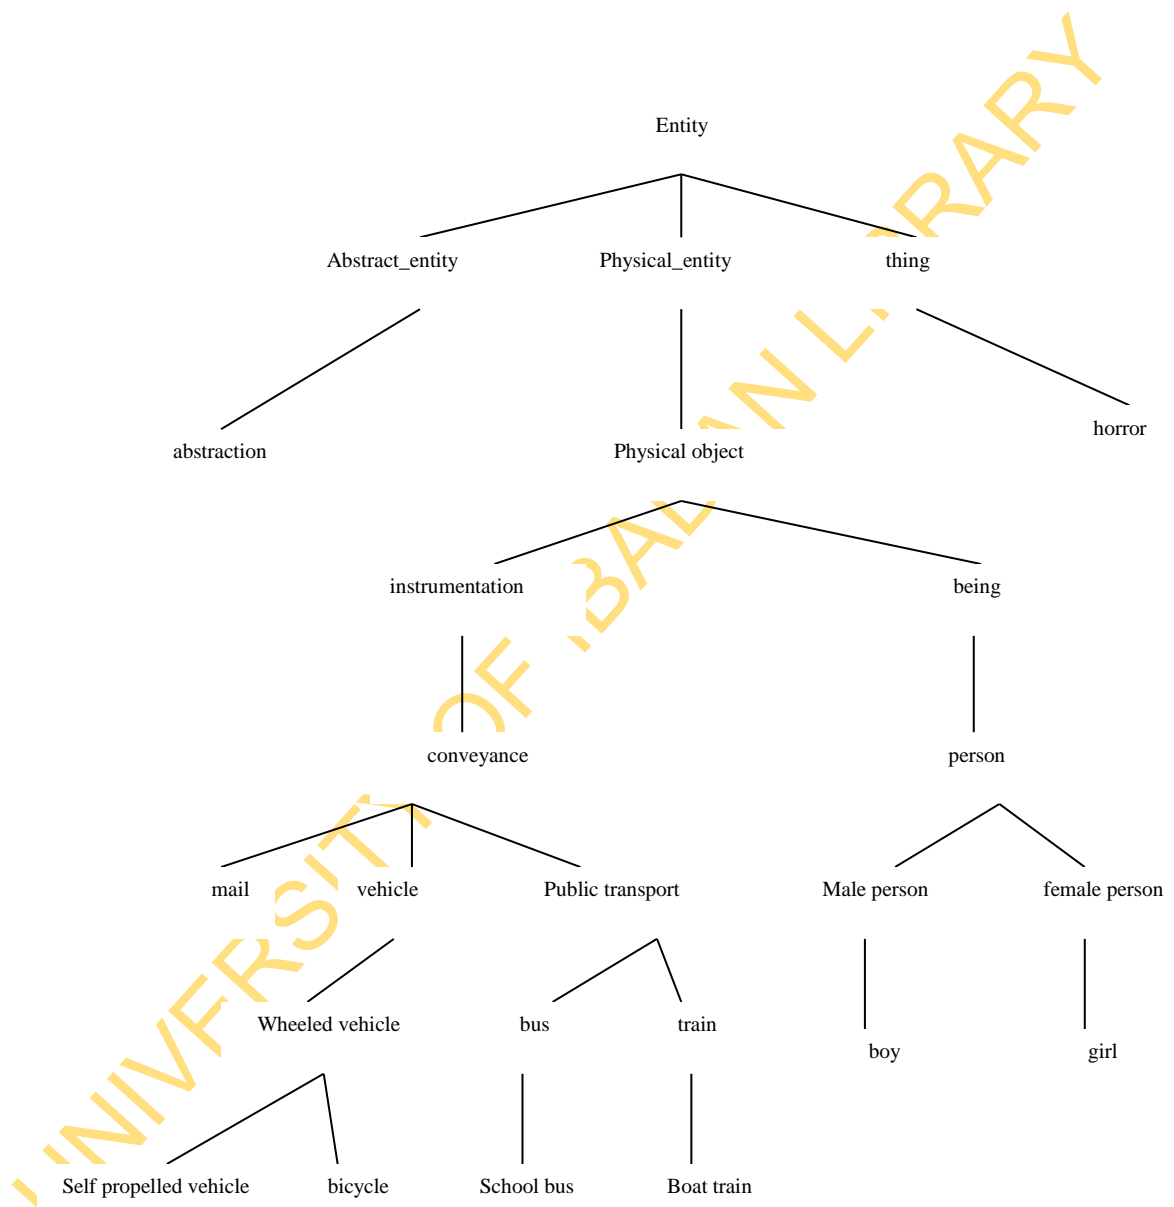 Entity
Abstract_entity Physical_entity thing
horror
abstraction Physical object
instrumentation being
conveyance person
mail vehicle Public transport Male person female person
Wheeled vehicle bus train
boy girl
Self propelled vehicle bicycle School bus Boat train
UNIVERSITY OF IBADAN LIBRARY